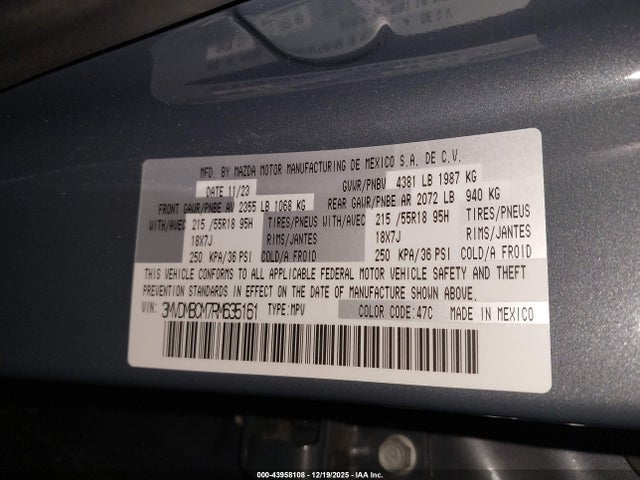 MFD. BY MAZDA MOTOR MANUFACTURING DE MEXICO S.A. DE C.V.
DATE 11/23 GVWR/PNBV 4381 LB 1987 KG
FRONT GAWR/PNBE AV 2355 LB 1068 KG REAR GAWR/PNBE AR 2072 LB 940 KG
WITH/AVEC 215 /55R18 95H TIRES/PNEUS WITH/AVEC 215 /55R18 95H TIRES/PNEUS
18X7J RIMS/JANTES 18X7J RIMS/JANTES
250 KPA/36 PSI COLD/A FROID 250 KPA/36 PSI COLD/A FROID
THIS VEHICLE CONFORMS TO ALL APPLICABLE FEDERAL MOTOR VEHICLE SAFETY AND THEFT
PREVENTION STANDARDS IN EFFECT ON THE DATE OF MANUFACTURE SHOWN ABOVE.
VIN: 3MVDMBCM7RM635161 TYPE:MPV COLOR CODE:47C MADE IN MEXICO
000-43958108 - 12/19/2025 - IAA Inc.